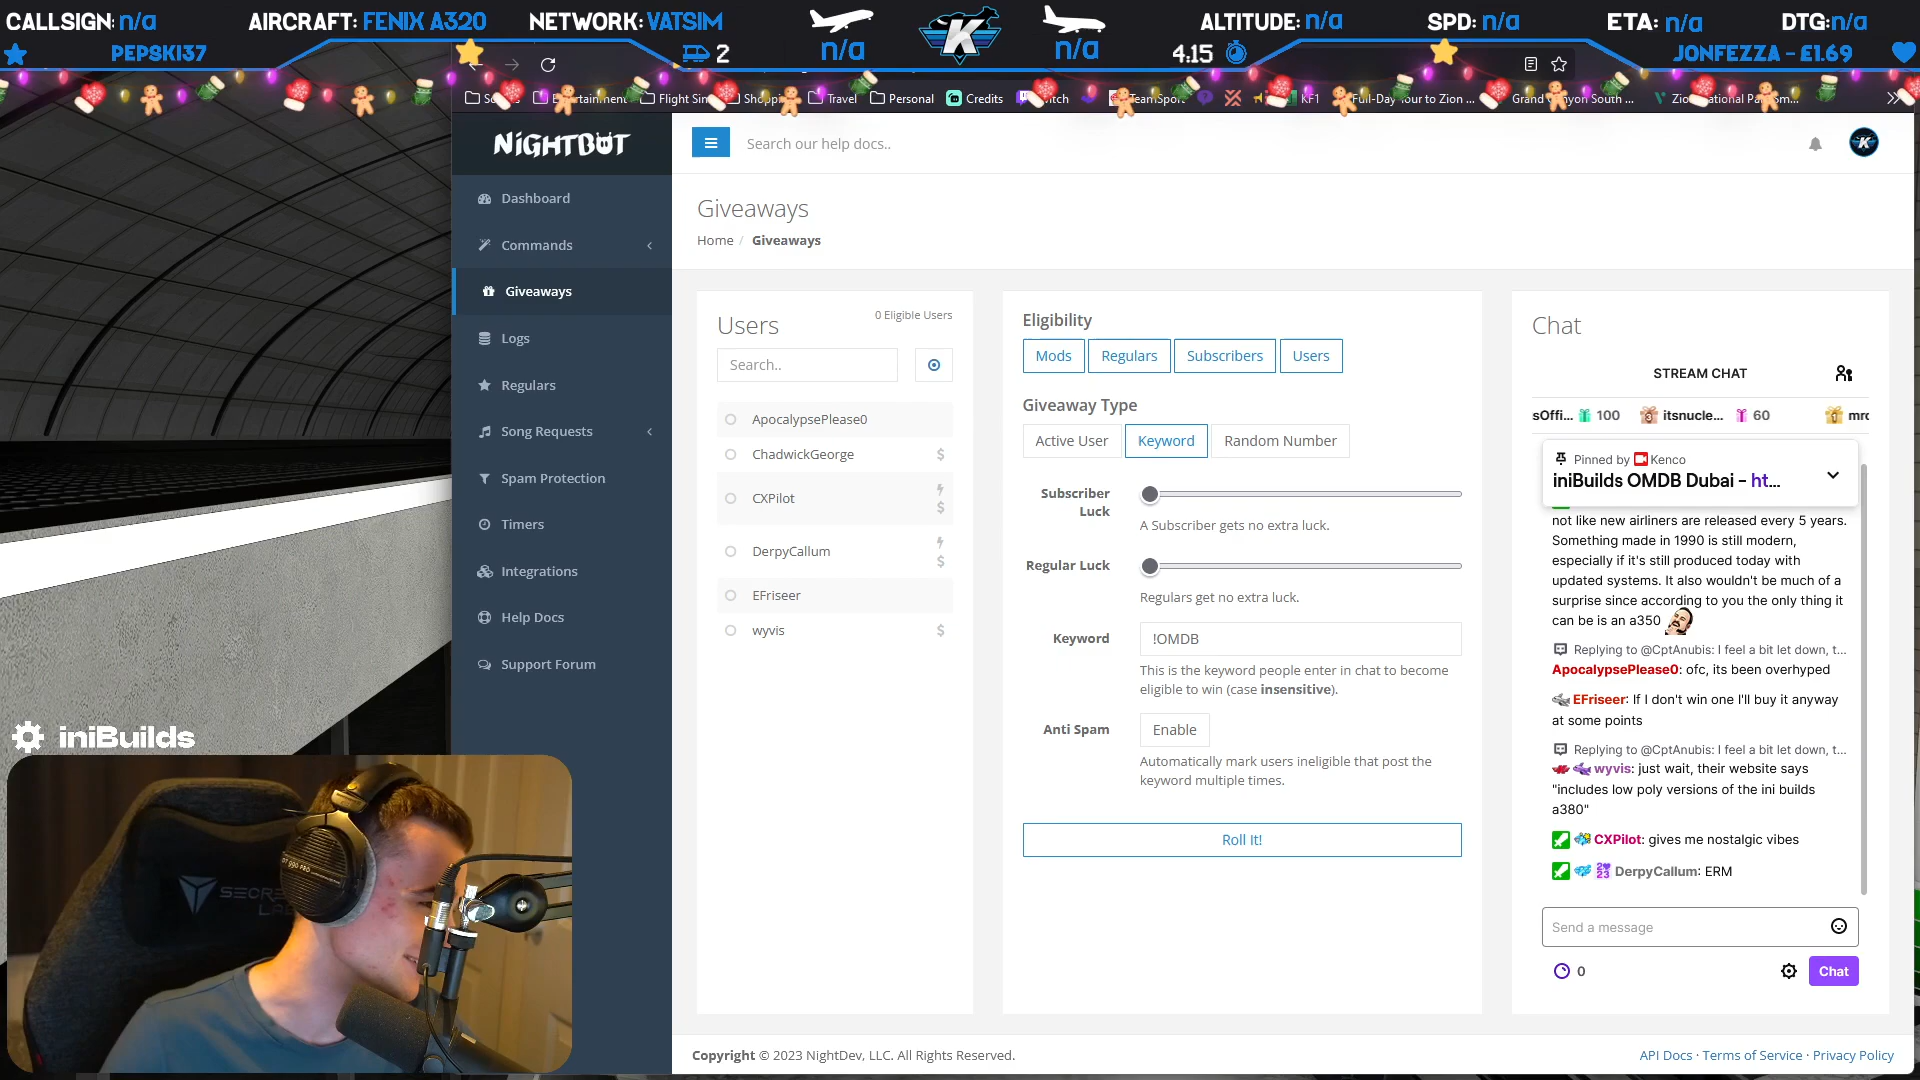 CALLSIGN: n/a
AIRCRAFT: FENIX A320
NETWORK: VATSIM
n/a
K
n/a
ALTITUDE: n/a
SPD: n/a
ETA: n/a
DTG:n/a
PEPSKI37
2
4:15
JONFEZZA - £1.69
Entertainment
Flight Sim
Travel
Personal
Credits
TeamSport
KF1
Full-Day Tour to Zion ...
Grand Canyon South ...
NIGHTBOT
Search our help docs..
Dashboard
Commands
Giveaways
Logs
Regulars
Song Requests
Spam Protection
Timers
Integrations
Help Docs
Support Forum
Giveaways
Home / Giveaways
Users
0 Eligible Users
Search..
ApocalypsePlease0
ChadwickGeorge $
CXPilot $
DerpyCallum $
EFriseer
wyvis $
Eligibility
Mods Regulars Subscribers Users
Giveaway Type
Active User Keyword Random Number
Subscriber Luck
A Subscriber gets no extra luck.
Regular Luck
Regulars get no extra luck.
Keyword
!OMDB
This is the keyword people enter in chat to become
eligible to win (case insensitive).
Anti Spam
Enable
Automatically mark users ineligible that post the
keyword multiple times.
Roll It!
Chat
STREAM CHAT
sOffi... 100 3 itsnucle... 60 1
Pinned by Kenco
iniBuilds OMDB Dubai - ht...
not like new airliners are released every 5 years.
Something made in 1990 is still modern,
especially if it's still produced today with
updated systems. It also wouldn't be much of a
surprise since according to you the only thing it
can be is an a350
Replying to @CptAnubis: I feel a bit let down, t...
ApocalypsePlease0: ofc, its been overhyped
EFriseer: If I don't win one I'll buy it anyway
at some points
Replying to @CptAnubis: I feel a bit let down, t...
wyvis: just wait, their website says
"includes low poly versions of the ini builds
a380"
CXPilot: gives me nostalgic vibes
DerpyCallum: ERM
Send a message
0
Chat
Copyright © 2023 NightDev, LLC. All Rights Reserved.
API Docs · Terms of Service · Privacy Policy
iniBuilds